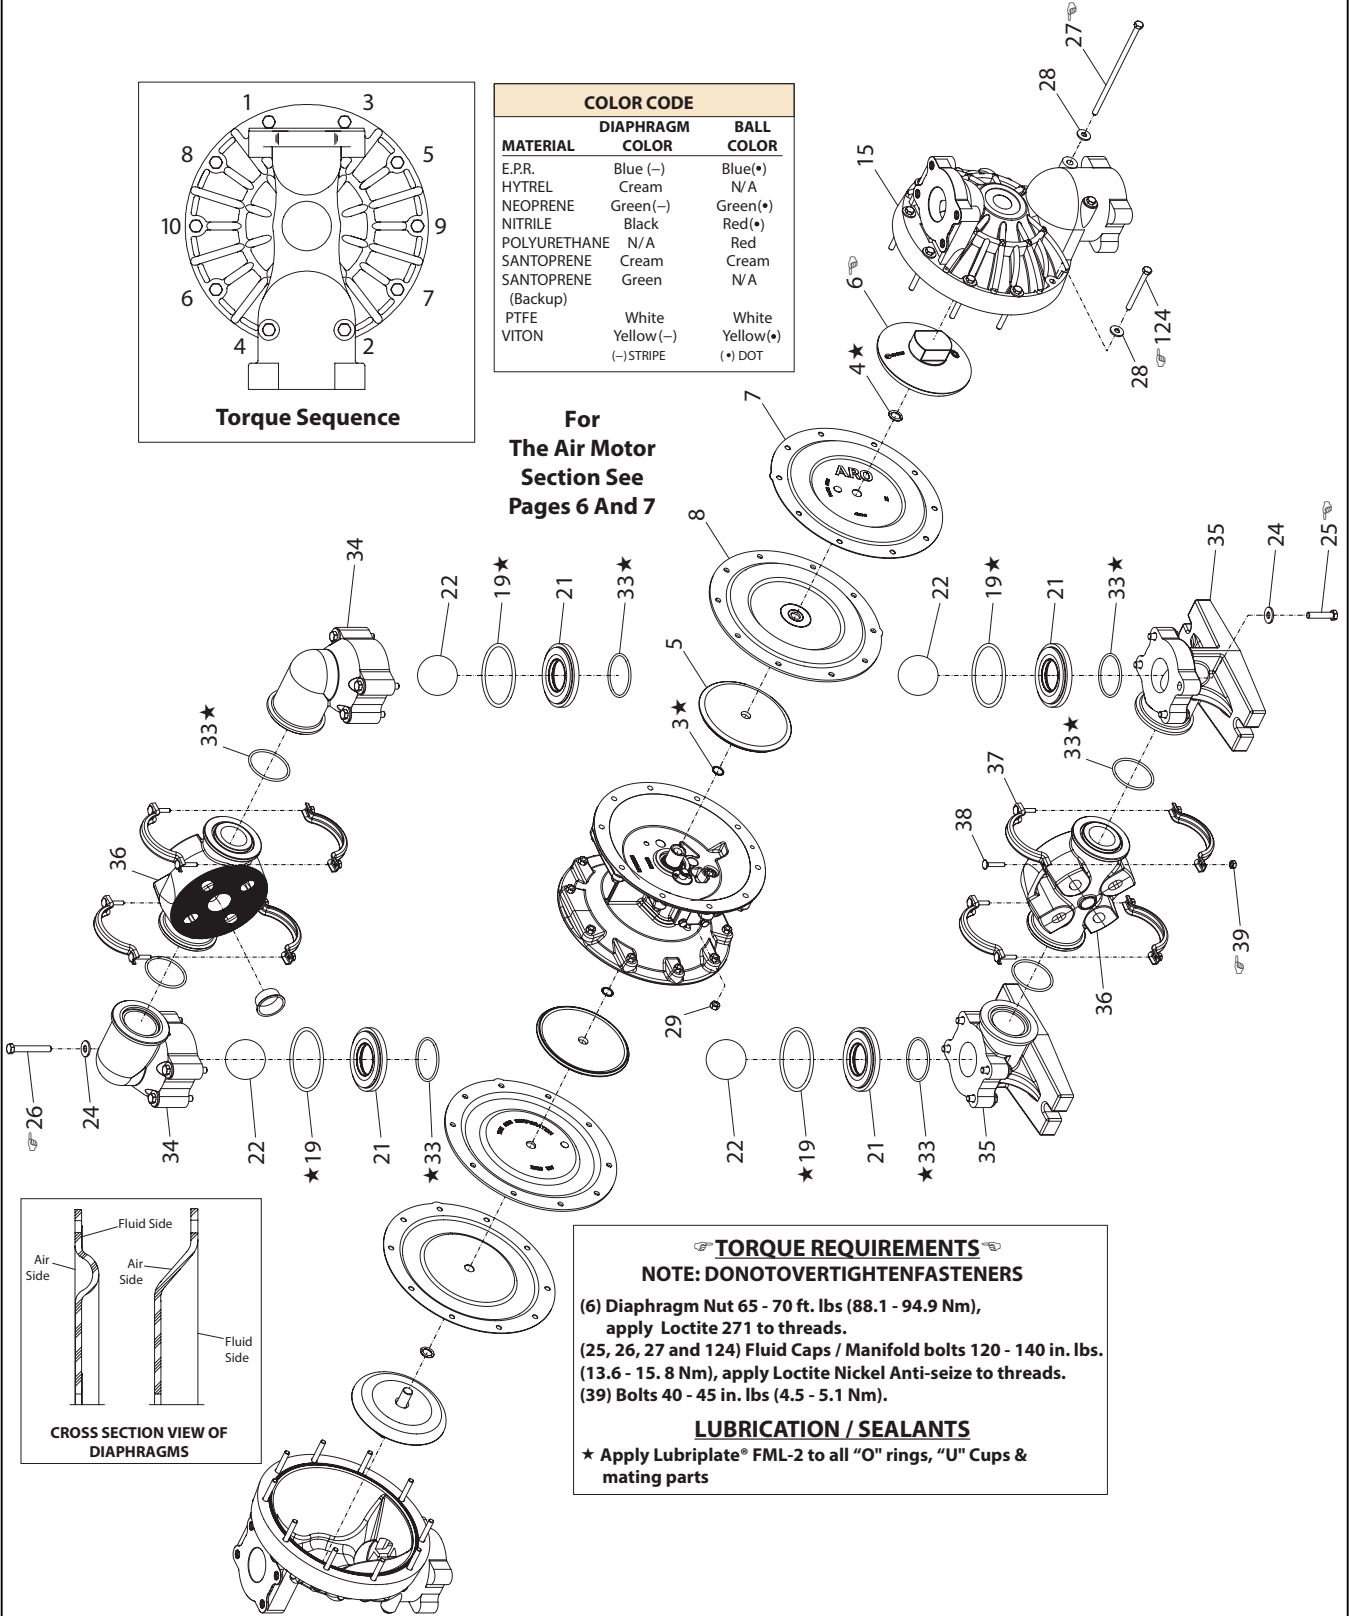 1
3
8
5
10
9
6
7
4
2
Torque Sequence
COLOR CODE
MATERIAL DIAPHRAGM COLOR BALL COLOR
E.P.R. Blue (–) Blue(•)
HYTREL Cream N/A
NEOPRENE Green(–) Green(•)
NITRILE Black Red(•)
POLYURETHANE N/A Red
SANTOPRENE Cream Cream
SANTOPRENE Green N/A
(Backup)
PTFE White White
VITON Yellow(–) Yellow(•)
(–) STRIPE (•) DOT
For
The Air Motor
Section See
Pages 6 And 7
27
28
15
6
4★
124
28
7
ARO
8
5
3★
34
22
19★
21
33★
22
19★
21
33★
35
24
25
33★
36
33★
37
38
39
36
29
26
24
34
22
★19
21
★33
22
★19
21
★33
35
Fluid Side
Air
Side
Air
Side
Fluid
Side
CROSS SECTION VIEW OF
DIAPHRAGMS
TORQUE REQUIREMENTS
NOTE: DONOTOVERTIGHTENFASTENERS
(6) Diaphragm Nut 65 - 70 ft. lbs (88.1 - 94.9 Nm),
apply Loctite 271 to threads.
(25, 26, 27 and 124) Fluid Caps / Manifold bolts 120 - 140 in. lbs.
(13.6 - 15. 8 Nm), apply Loctite Nickel Anti-seize to threads.
(39) Bolts 40 - 45 in. lbs (4.5 - 5.1 Nm).
LUBRICATION / SEALANTS
★ Apply Lubriplate® FML-2 to all “O" rings, “U" Cups &
mating parts